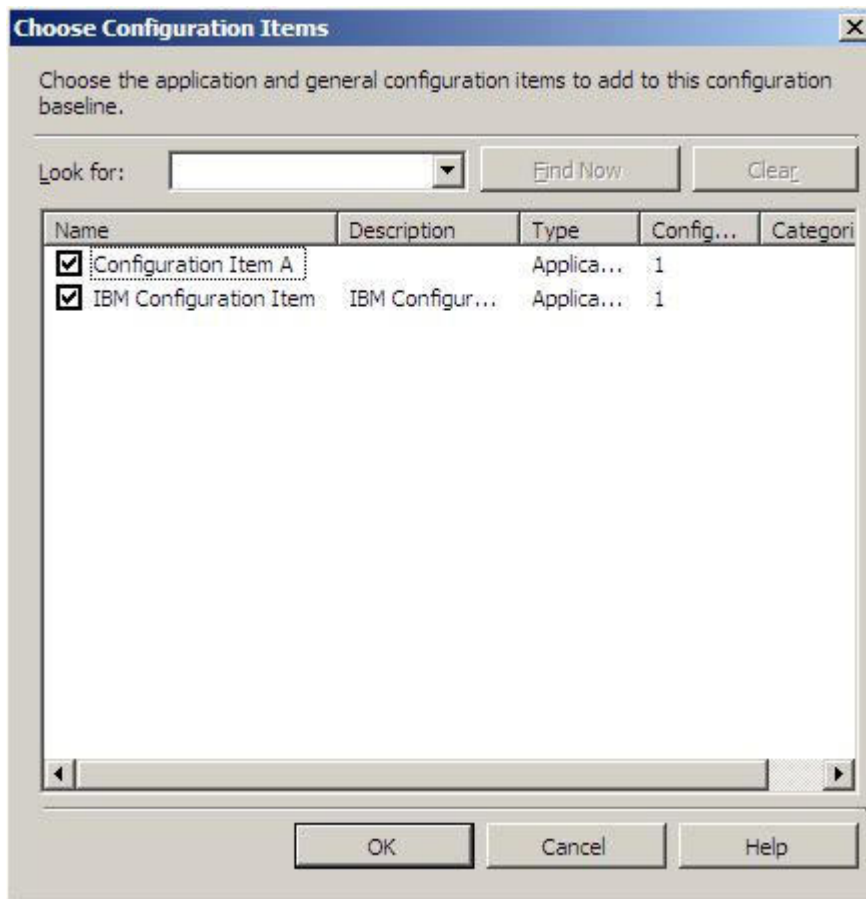 Choose Configuration Items
Choose the application and general configuration items to add to this configuration
baseline.
Look for: Find Now Clear
Name Description Type Config... Categori
Configuration Item A Applica... 1
IBM Configuration Item IBM Configur... Applica... 1
OK Cancel Help